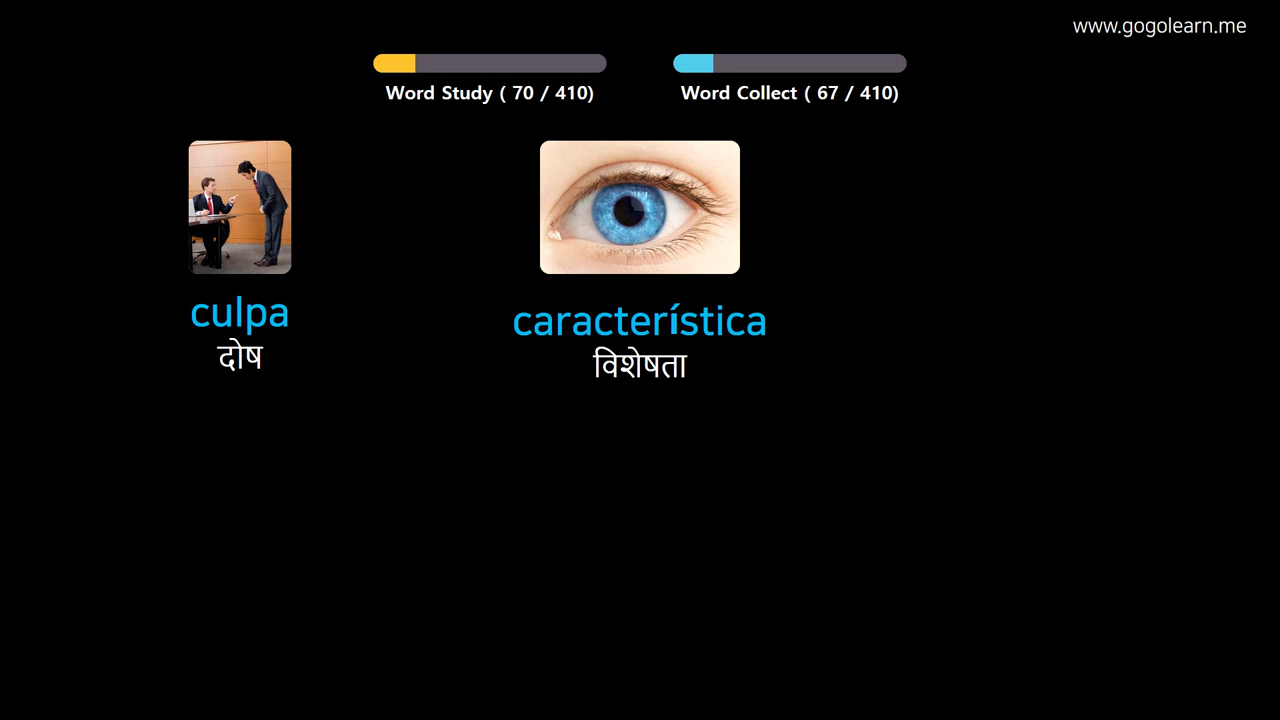 www.gogolearn.me
Word Study ( 70 / 410)
Word Collect ( 67 / 410)
culpa
दोष
característica
विशेषता